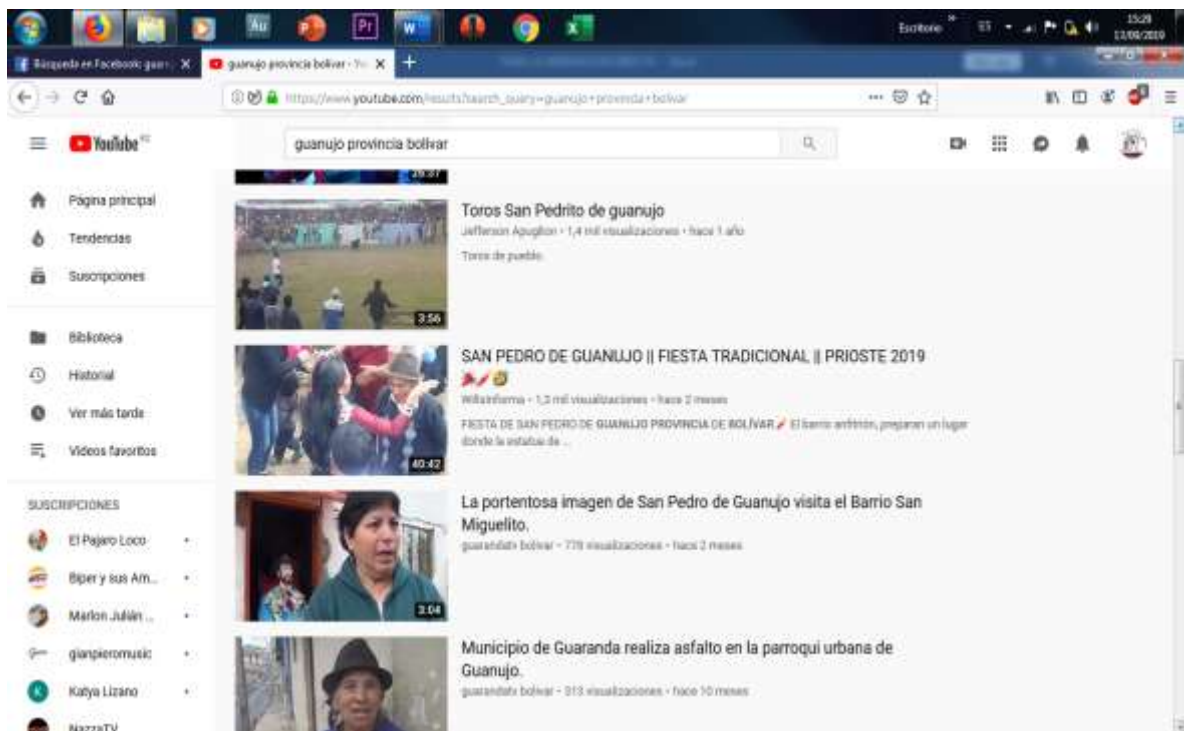 Au Pr W X
Escritorio
15:28
Búsqueda en Facebook: guan
guanujo provincia bolivar - Yo
https://www.youtube.com/results?search_query=guanujo+provincia+bolivar
YouTube EC
guanujo provincia bolivar
Página principal
Tendencias
Suscripciones
Biblioteca
Historial
Ver más tarde
Videos favoritos
SUSCRIPCIONES
El Pajaro Loco
Biper y sus Am...
Marlon Julián ...
gianpieromusic
K
Katya Lizano
NazzaTV
Toros San Pedrito de guanujo
1,4 mil visualizaciones • hace 1 año
Toros de pueblo.
3:56
SAN PEDRO DE GUANUJO || FIESTA TRADICIONAL || PRIOSTE 2019
1,3 mil visualizaciones • hace 2 meses
FIESTA DE SAN PEDRO DE GUANUJO PROVINCIA DE BOLÍVAR El barrio anfitrión, preparan un lugar
donde la estatua de ...
40:42
La portentosa imagen de San Pedro de Guanujo visita el Barrio San
Miguelito.
guarandatv bolivar • 778 visualizaciones • hace 2 meses
3:04
Municipio de Guaranda realiza asfalto en la parroqui urbana de
Guanujo.
guarandatv bolivar • 313 visualizaciones • hace 10 meses